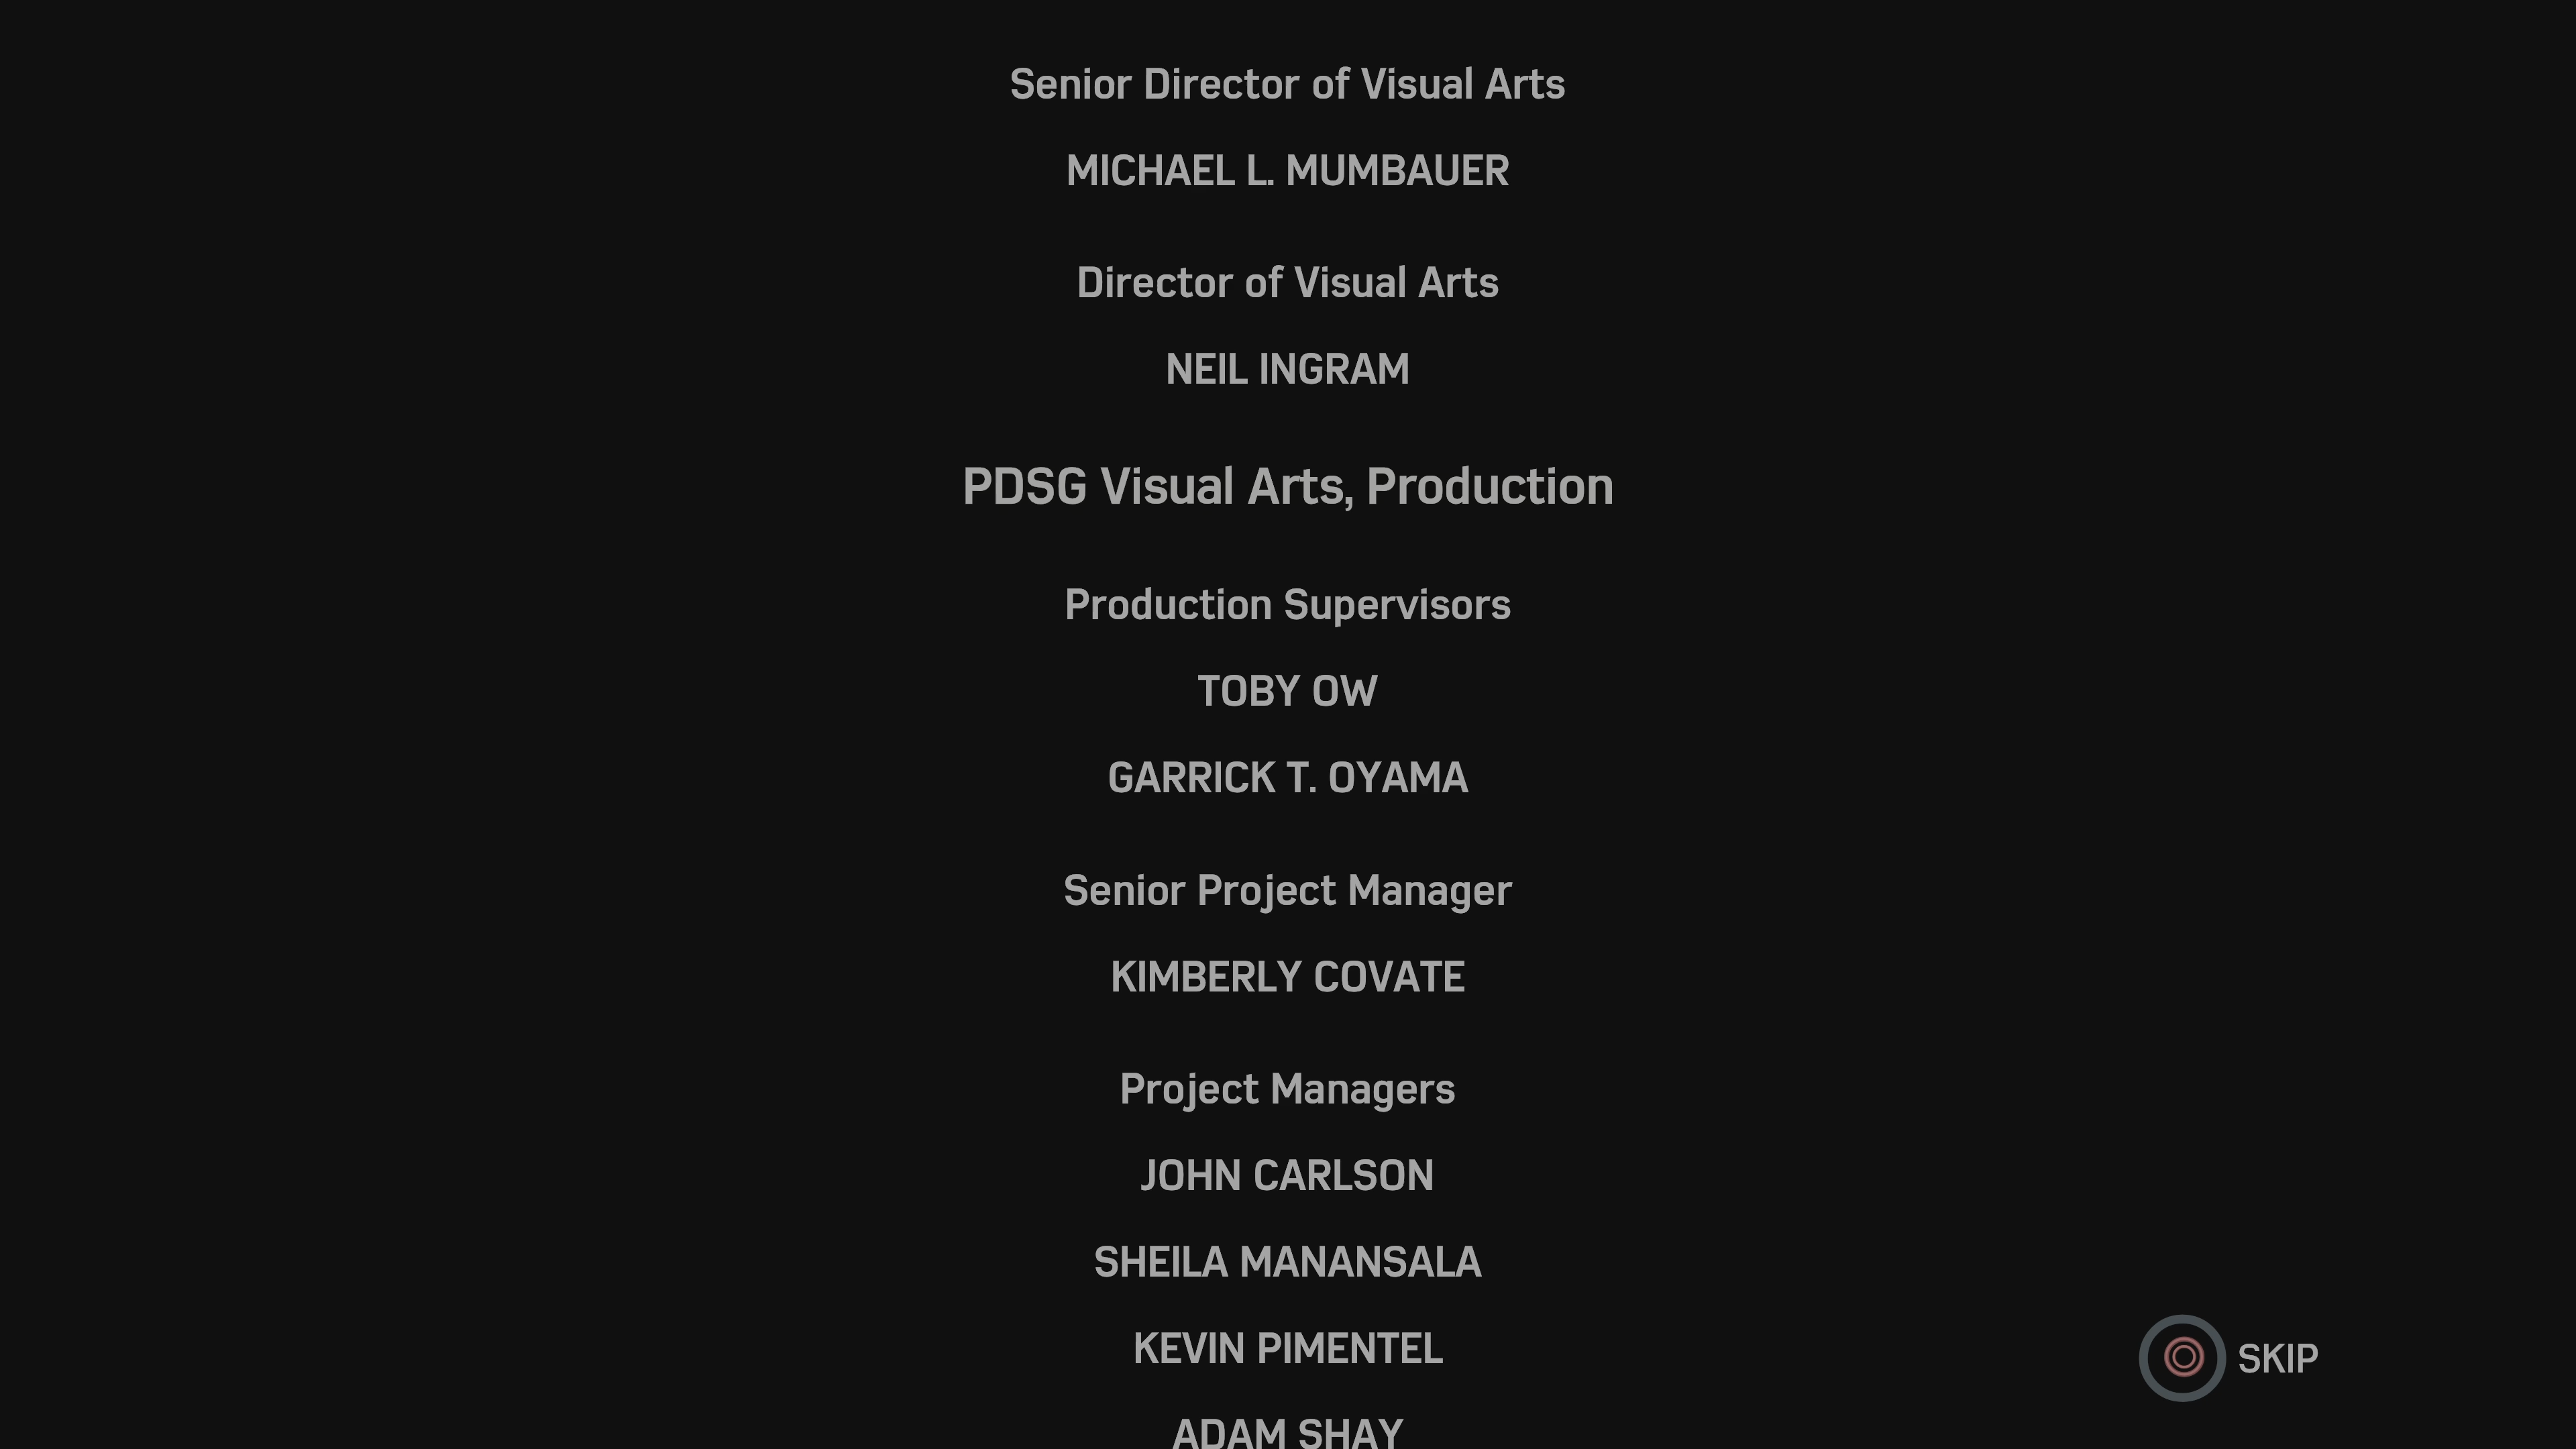 Senior Director of Visual Arts
MICHAEL L. MUMBAUER
Director of Visual Arts
NEIL INGRAM
PDSG Visual Arts, Production
Production Supervisors
TOBY OW
GARRICK T. OYAMA
Senior Project Manager
KIMBERLY COVATE
Project Managers
JOHN CARLSON
SHEILA MANANSALA
KEVIN PIMENTEL
SKIP
ADAM SHAY